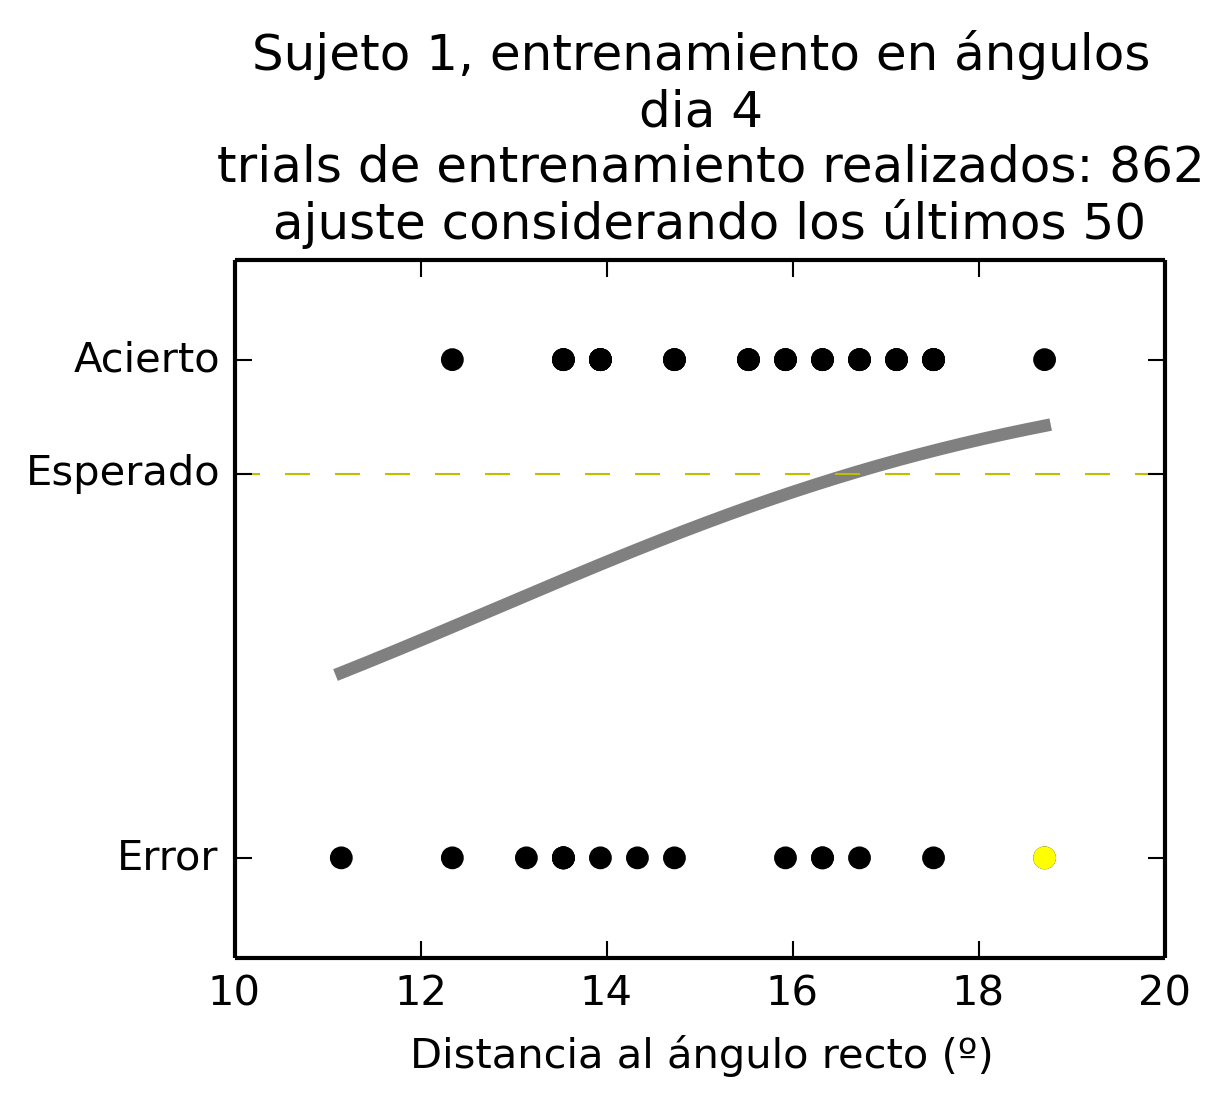 Sujeto 1, entrenamiento en ángulos
dia 4
trials de entrenamiento realizados: 862
ajuste considerando los últimos 50
Acierto
Esperado
Error
10 12 14 16 18 20
Distancia al ángulo recto (º)